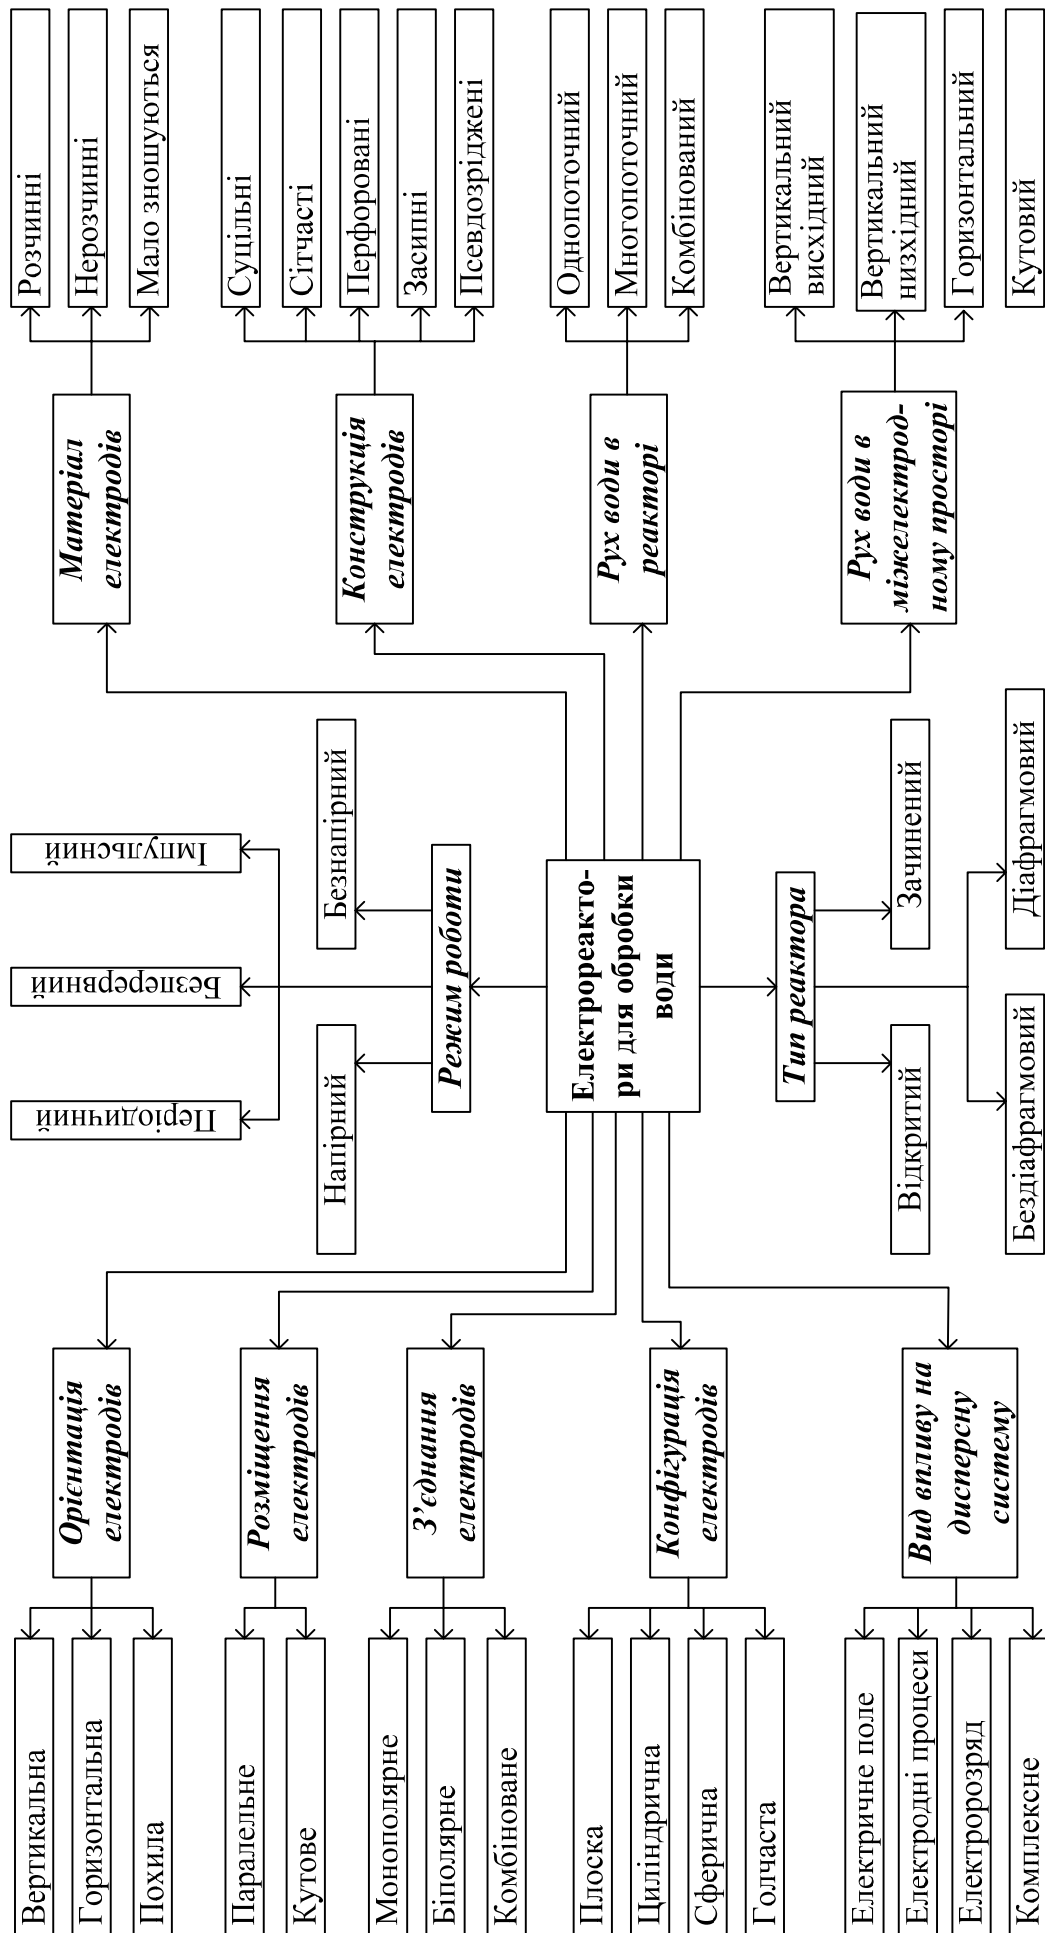 Вертикальна
Горизонтальна
Похила
Паралельне
Кутове
Монополярне
Біполярне
Комбіноване
Плоска
Циліндрична
Сферична
Голчаста
Електричне поле
Електродні процеси
Електророзряд
Комплексне
Орієнтація
електродів
Розміщення
електродів
З’єднання
електродів
Конфігурація
електродів
Вид впливу на
дисперсну
систему
Періодичний
Безперервний
Імпульсний
Напірний
Безнапірний
Режим роботи
Електрореакто-
ри для обробки
води
Тип реактора
Відкритий
Зачинений
Бездіафрагмовий
Діафрагмовий
Матеріал
електродів
Конструкція
електродів
Рух води в
реакторі
Рух води в
міжелектрод-
ному просторі
Розчинні
Нерозчинні
Мало зношуються
Суцільні
Сітчасті
Перфоровані
Засипні
Псевдозріджені
Однопоточний
Многопоточний
Комбінований
Вертикальний
висхідний
Вертикальний
низхідний
Горизонтальний
Кутовий